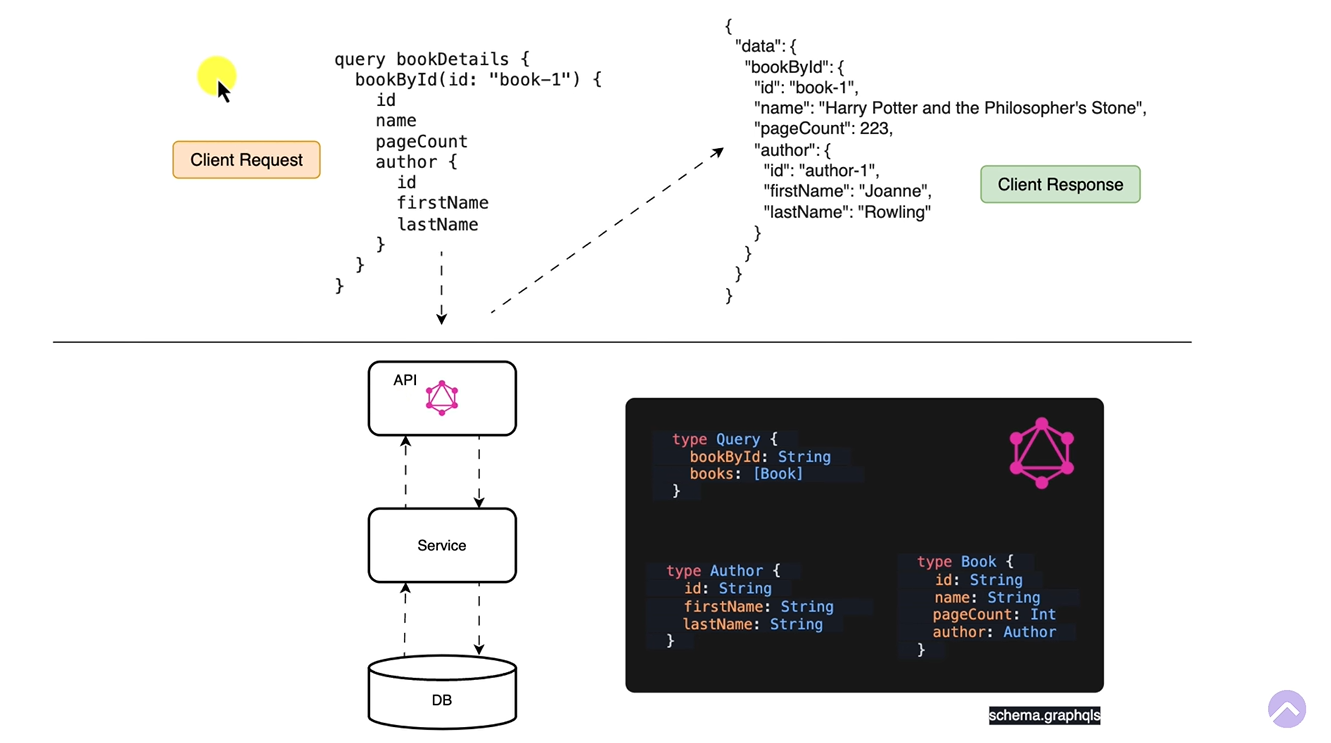 query bookDetails {
bookById(id: "book-1") {
id
name
pageCount
author {
id
firstName
lastName
}
}
}
Client Request
{
"data": {
"bookById": {
"id": "book-1",
"name": "Harry Potter and the Philosopher's Stone",
"pageCount": 223,
"author": {
"id": "author-1",
"firstName": "Joanne",
"lastName": "Rowling"
}
}
}
}
Client Response
API
Service
DB
type Query {
bookById: String
books: [Book]
}
type Author {
id: String
firstName: String
lastName: String
}
type Book {
id: String
name: String
pageCount: Int
author: Author
}
schema.graphqls